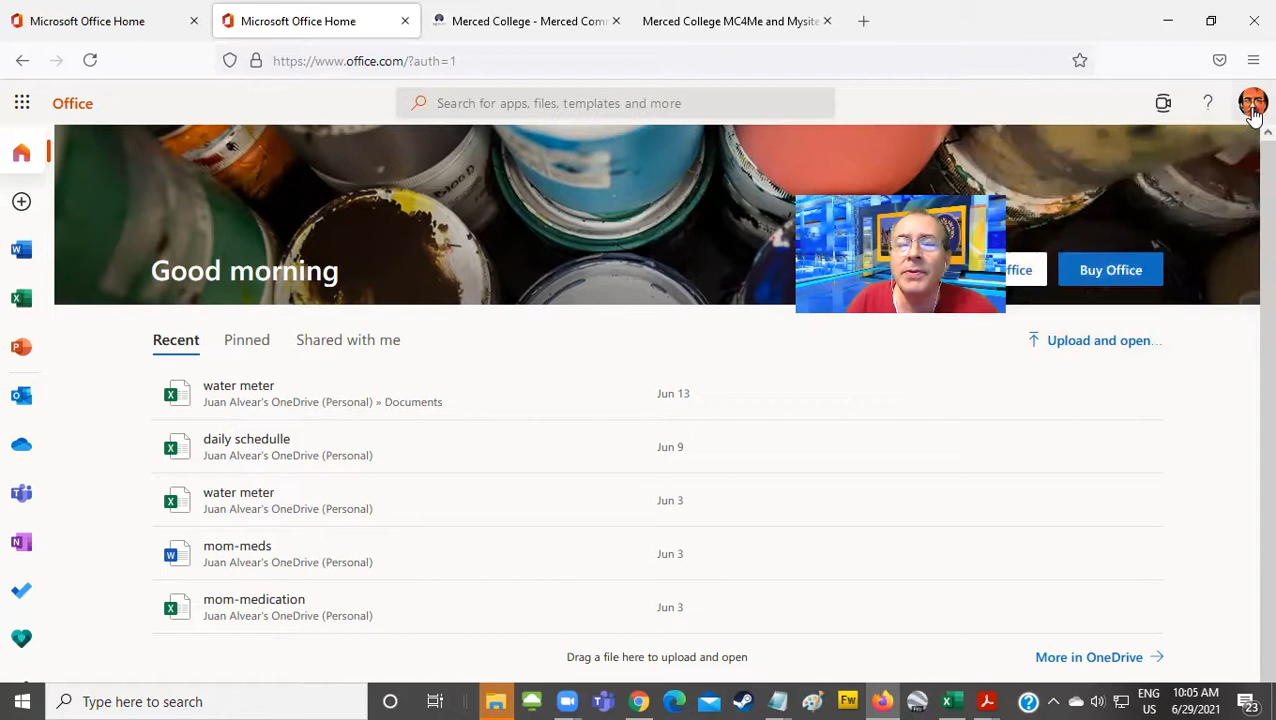 Microsoft Office Home
Microsoft Office Home
Merced College - Merced Com
Merced College MC4Me and Mysite
https://www.office.com/?auth=1
Office
Search for apps, files, templates and more
Good morning
ffice
Buy Office
Recent
Pinned
Shared with me
Upload and open...
water meter
Juan Alvear's OneDrive (Personal) » Documents
Jun 13
daily schedulle
Juan Alvear's OneDrive (Personal)
Jun 9
water meter
Juan Alvear's OneDrive (Personal)
Jun 3
mom-meds
Juan Alvear's OneDrive (Personal)
Jun 3
mom-medication
Juan Alvear's OneDrive (Personal)
Jun 3
Drag a file here to upload and open
More in OneDrive
Type here to search
Fw
ENG
US
10:05 AM
6/29/2021
23